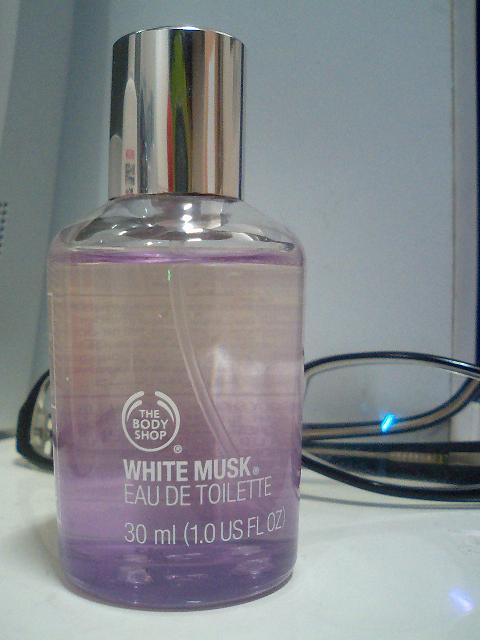 THE
BODY
SHOP®
WHITE MUSK®
EAU DE TOILETTE
30 ml (1.0 US FL OZ)